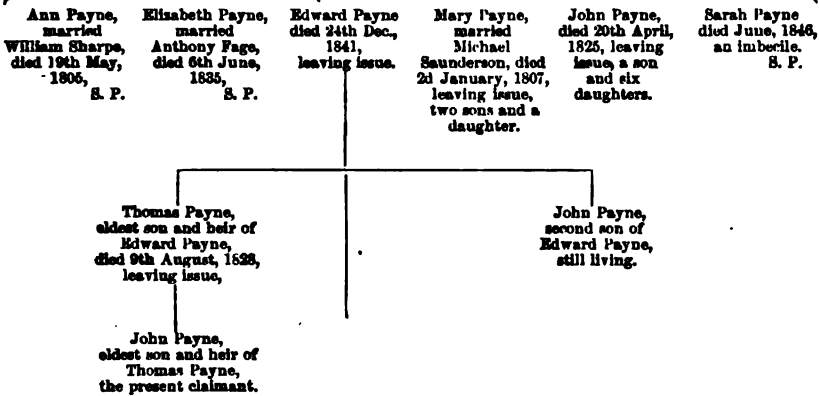 Ann Payne,
married
William Sharpe,
died 19th May,
1805,
S. P.
Elizabeth Payne,
married
Anthony Fage,
died 6th June,
1835,
S. P.
Edward Payne
died 24th Dec.,
1841,
leaving issue.
Mary Payne,
married
Michael
Saunderson, died
2d January, 1807,
leaving issue,
two sons and a
daughter.
John Payne,
died 20th April,
1825, leaving
issue, a son
and six
daughters.
Sarah Payne
died June, 1846,
an imbecile.
S. P.
Thomas Payne,
eldest son and heir of
Edward Payne,
died 9th August, 1828,
leaving issue,
John Payne,
second son of
Edward Payne,
still living.
John Payne,
eldest son and heir of
Thomas Payne,
the present claimant.